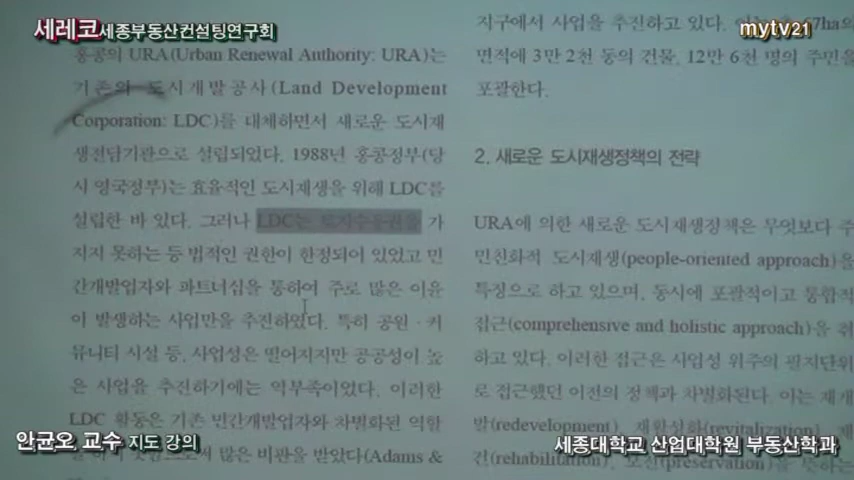 세레코 세종부동산컨설팅연구회
mytv21
홍콩의 URA(Urban Renewal Authority: URA)는
기존의 도시개발공사(Land Development
Corporation: LDC)를 대체하면서 새로운 도시재
생전담기관으로 설립되었다. 1988년 홍콩정부(당
시 영국정부)는 효율적인 도시재생을 위해 LDC를
설립한 바 있다. 그러나 LDC는 토지수용권을 가
지지 못하는 등 법적인 권한이 한정되어 있었고 민
간개발업자와 파트너십을 통하여 주로 많은 이윤
이 발생하는 사업만을 추진하였다. 특히 공원·커
뮤니티 시설 등, 사업성은 떨어지지만 공공성이 높
은 사업을 추진하기에는 역부족이었다. 이러한
LDC 활동은 기존 민간개발업자와 차별화된 역할
많은 비판을 받았다(Adams &
지구에서 사업을 추진하고 있다. 67ha의
면적에 3만 2천 동의 건물, 12만 6천 명의 주민을
포괄한다.
2. 새로운 도시재생정책의 전략
URA에 의한 새로운 도시재생정책은 무엇보다 주
민친화적 도시재생(people-oriented approach)을
특징으로 하고 있으며, 동시에 포괄적이고 통합적
접근(comprehensive and holistic approach)을 취
하고 있다. 이러한 접근은 사업성 위주의 필지단위
로 접근했던 이전의 정책과 차별화된다. 이는 재개
발(redevelopment), 재활성화(revitalization), 재
건(rehabilitation), 보전(preservation)을 뜻하는
안균오 교수 지도 강의
세종대학교 산업대학원 부동산학과